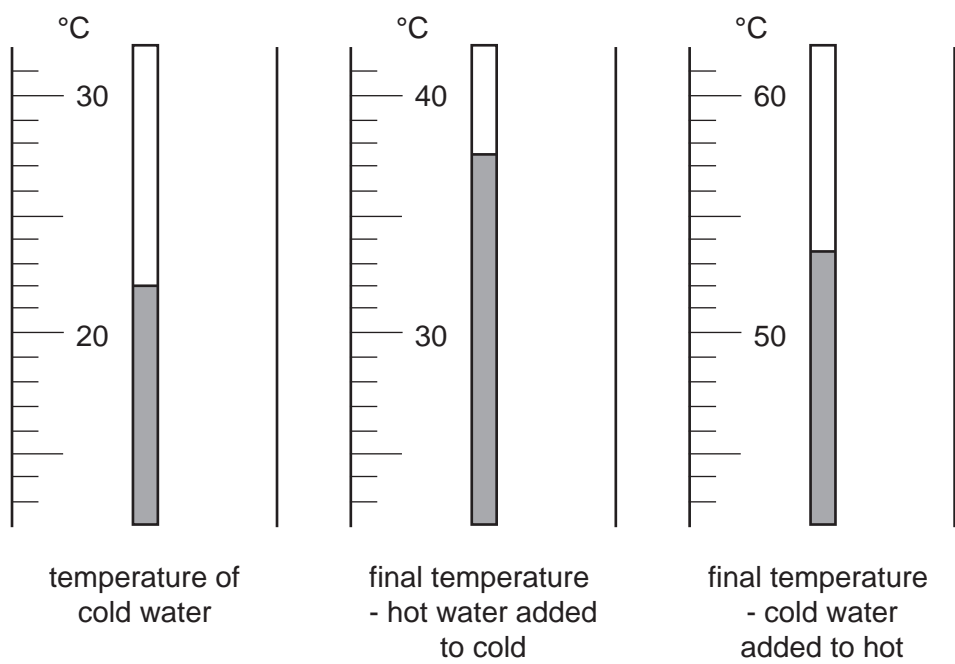 °C
30
20
temperature of
cold water
°C
40
30
final temperature
- hot water added
to cold
°C
60
50
final temperature
- cold water
added to hot